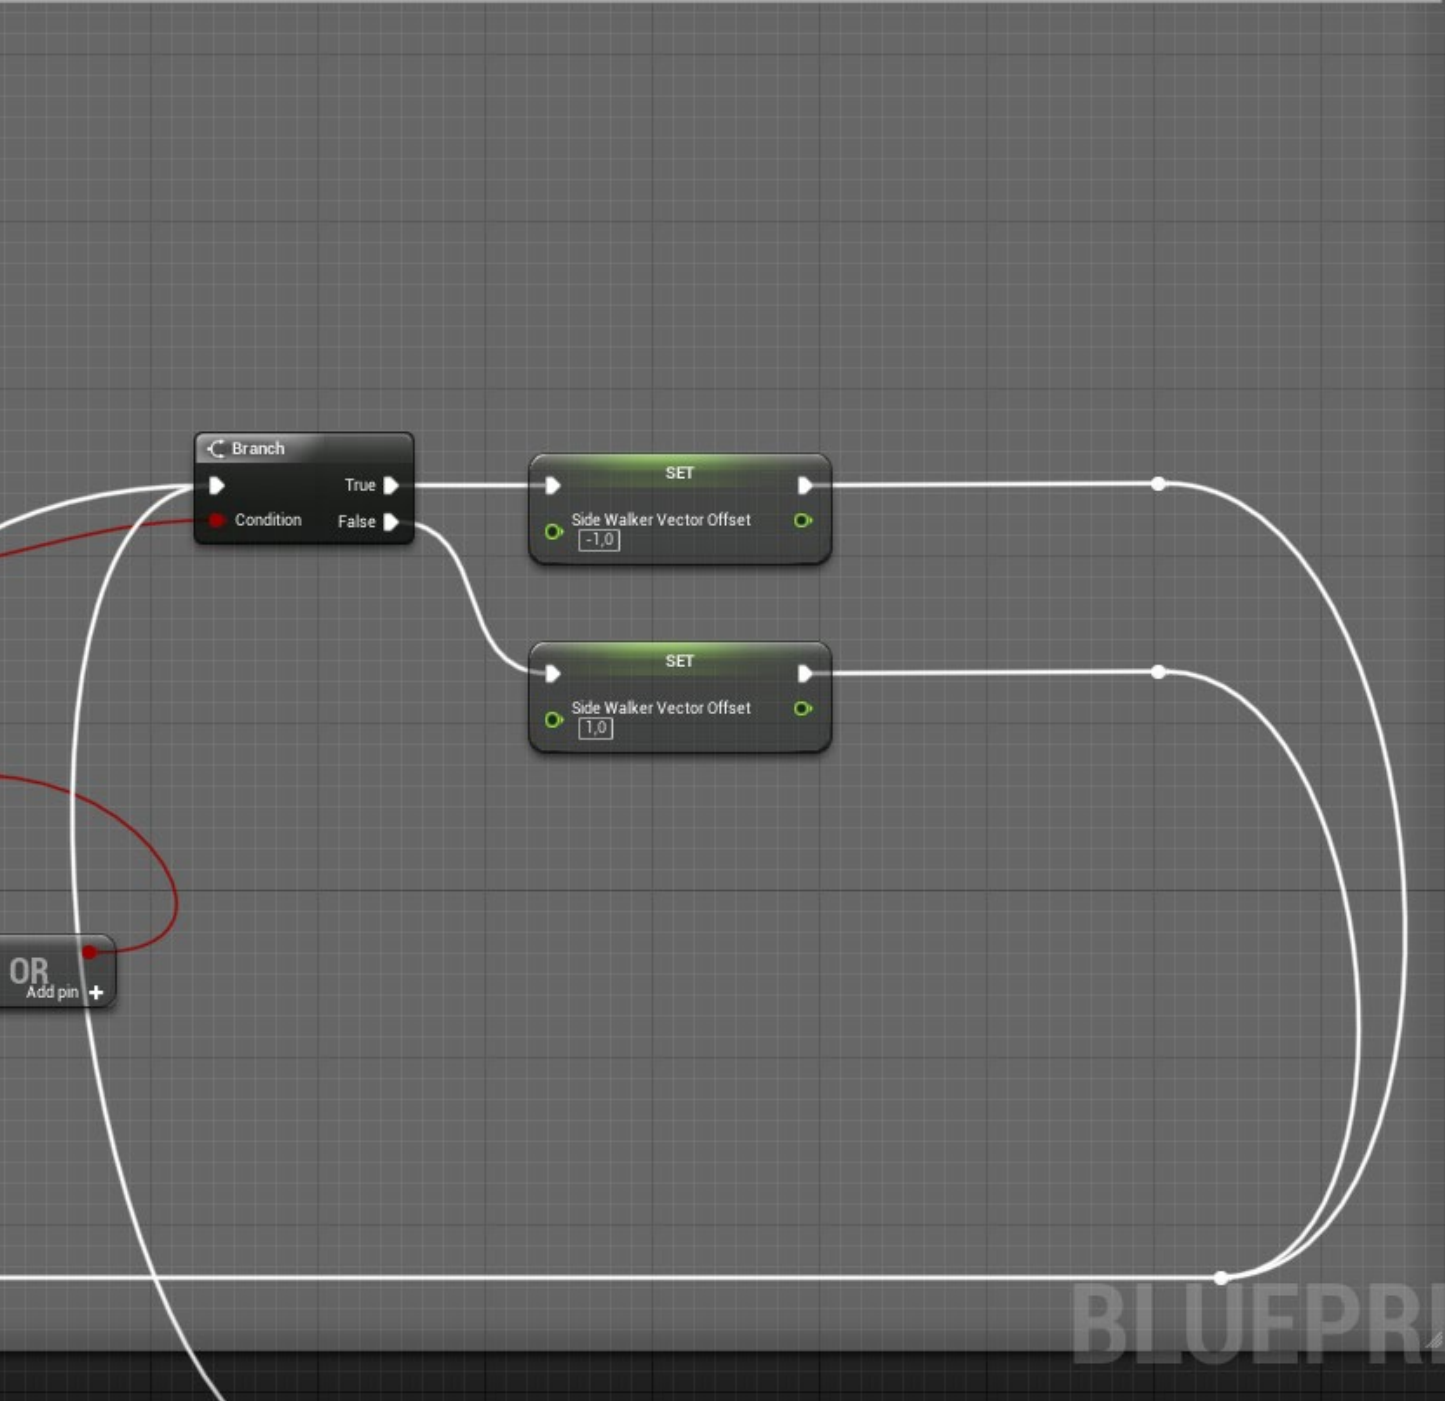 Branch
True
Condition
False
SET
Side Walker Vector Offset
-1,0
SET
Side Walker Vector Offset
1,0
OR
Add pin
BLUEPRI